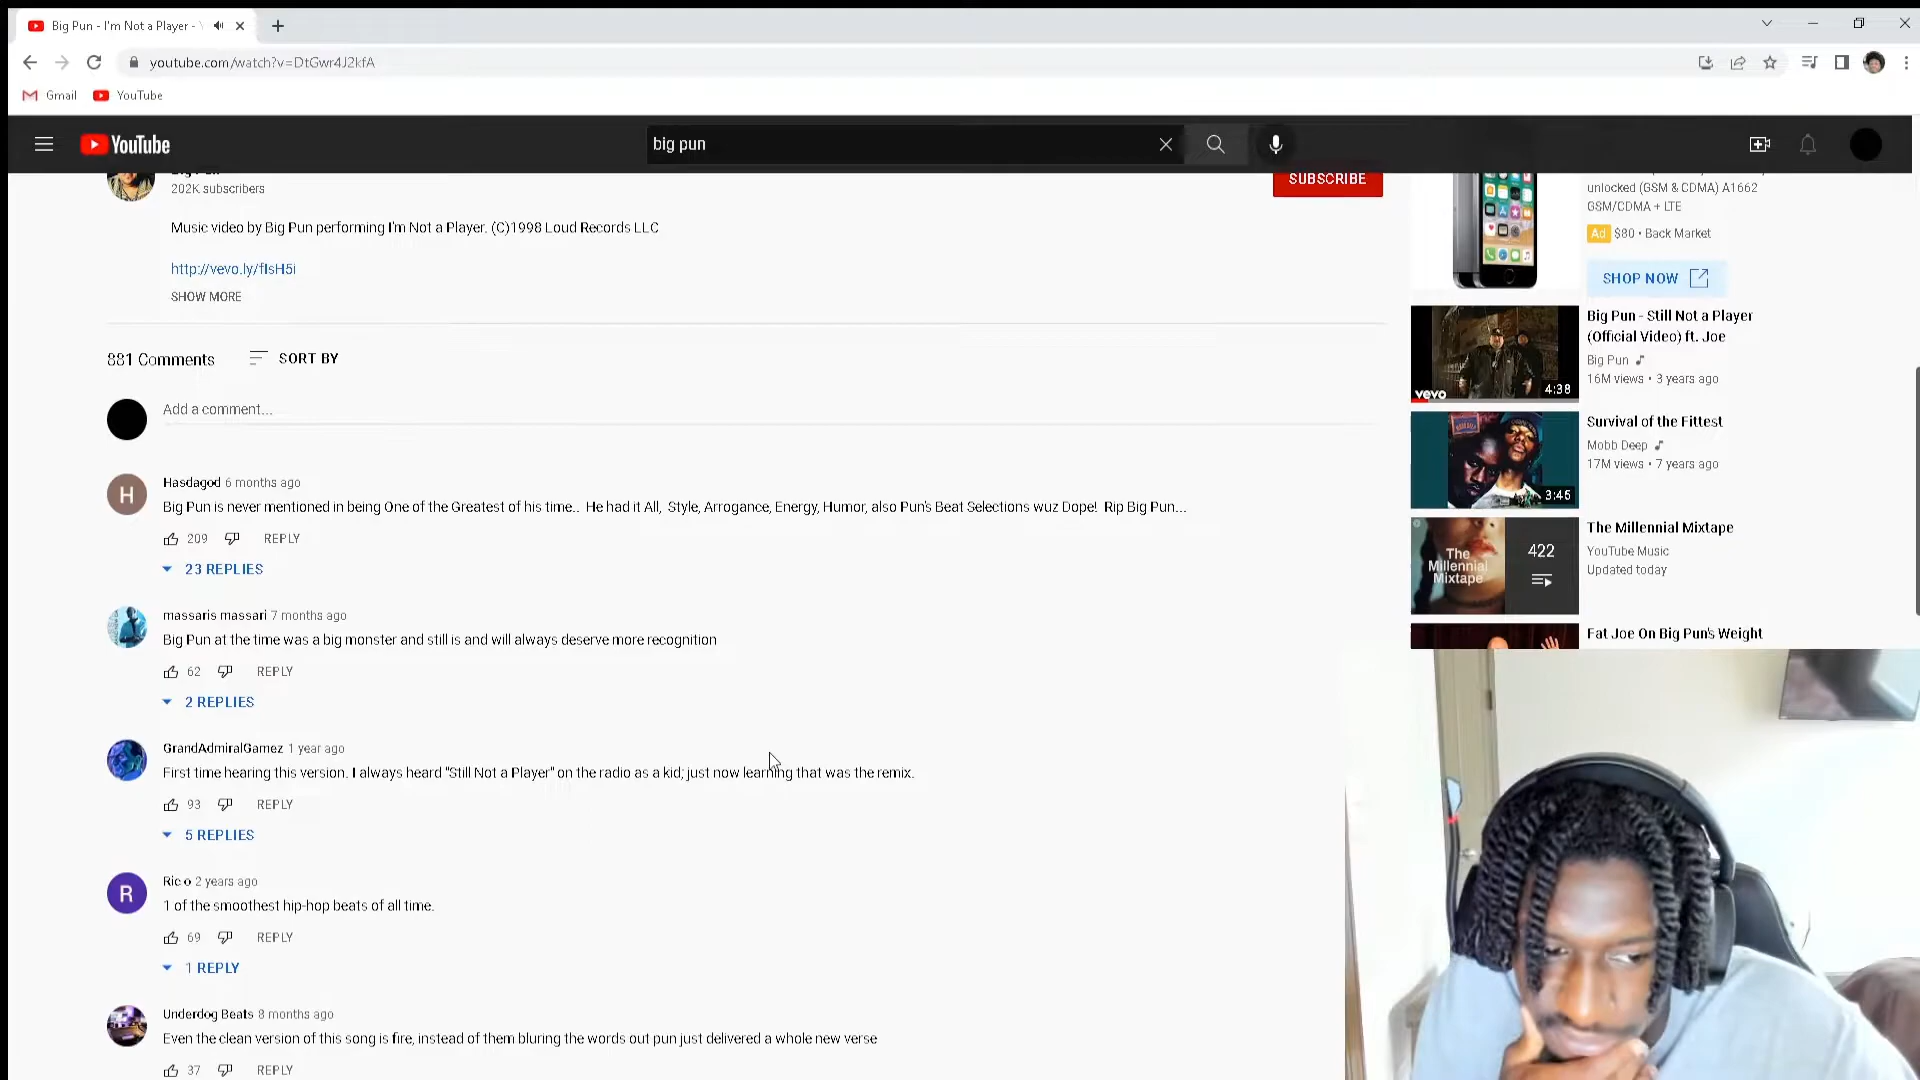 Big Pun - I'm Not a Player -
youtube.com/watch?v=DtGwr4J2kfA
Gmail YouTube
YouTube
big pun
202K subscribers
SUBSCRIBE
Music video by Big Pun performing I'm Not a Player. (C)1998 Loud Records LLC
http://vevo.ly/fIsH5i
SHOW MORE
881 Comments SORT BY
Add a comment...
H
Hasdagod 6 months ago
Big Pun is never mentioned in being One of the Greatest of his time.. He had it All, Style, Arrogance, Energy, Humor, also Pun's Beat Selections wuz Dope! Rip Big Pun...
209 REPLY
23 REPLIES
massaris massari 7 months ago
Big Pun at the time was a big monster and still is and will always deserve more recognition
62 REPLY
2 REPLIES
GrandAdmiralGamez 1 year ago
First time hearing this version. I always heard "Still Not a Player" on the radio as a kid; just now learning that was the remix.
93 REPLY
5 REPLIES
R
Ric o 2 years ago
1 of the smoothest hip-hop beats of all time.
69 REPLY
1 REPLY
Underdog Beats 8 months ago
Even the clean version of this song is fire, instead of them bluring the words out pun just delivered a whole new verse
37 REPLY
unlocked (GSM & CDMA) A1662
GSM/CDMA + LTE
Ad $80 • Back Market
SHOP NOW
vevo
4:38
Big Pun - Still Not a Player
(Official Video) ft. Joe
Big Pun
16M views • 3 years ago
3:45
Survival of the Fittest
Mobb Deep
17M views • 7 years ago
The
Millennial
Mixtape
422
The Millennial Mixtape
YouTube Music
Updated today
Fat Joe On Big Pun's Weight